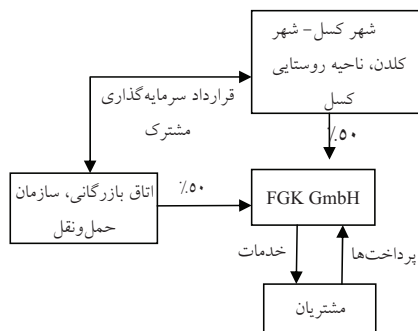 شهر کسل– شهر
کلدن، ناحیه روستایی
کسل
قرارداد سرمایه‌گذاری
مشترک
٪۵۰
اتاق بازرگانی، سازمان
حمل‌ونقل
٪۵۰
FGK GmbH
خدمات
پرداخت‌ها
مشتریان